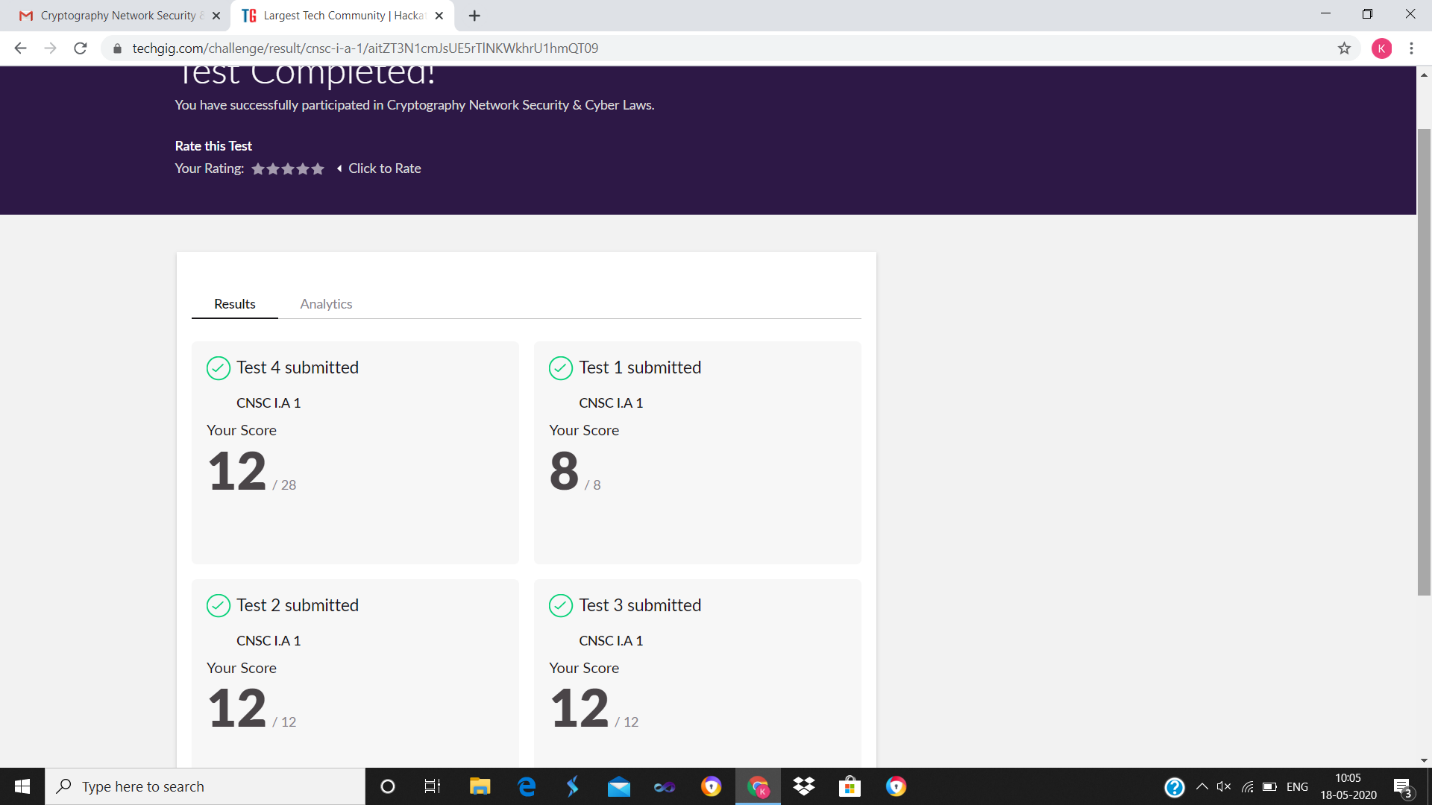 Cryptography Network Security &
TG Largest Tech Community | Hacka
techgig.com/challenge/result/cnsc-i-a-1/aitZT3N1cmJsUE5rTlNKWkhrU1hmQT09
K
Test Completed!
You have successfully participated in Cryptography Network Security & Cyber Laws.
Rate this Test
Your Rating: Click to Rate
Results Analytics
Test 4 submitted
CNSC I.A 1
Your Score
12 / 28
Test 1 submitted
CNSC I.A 1
Your Score
8 / 8
Test 2 submitted
CNSC I.A 1
Your Score
12 / 12
Test 3 submitted
CNSC I.A 1
Your Score
12 / 12
Type here to search
K
ENG
10:05
18-05-2020
3